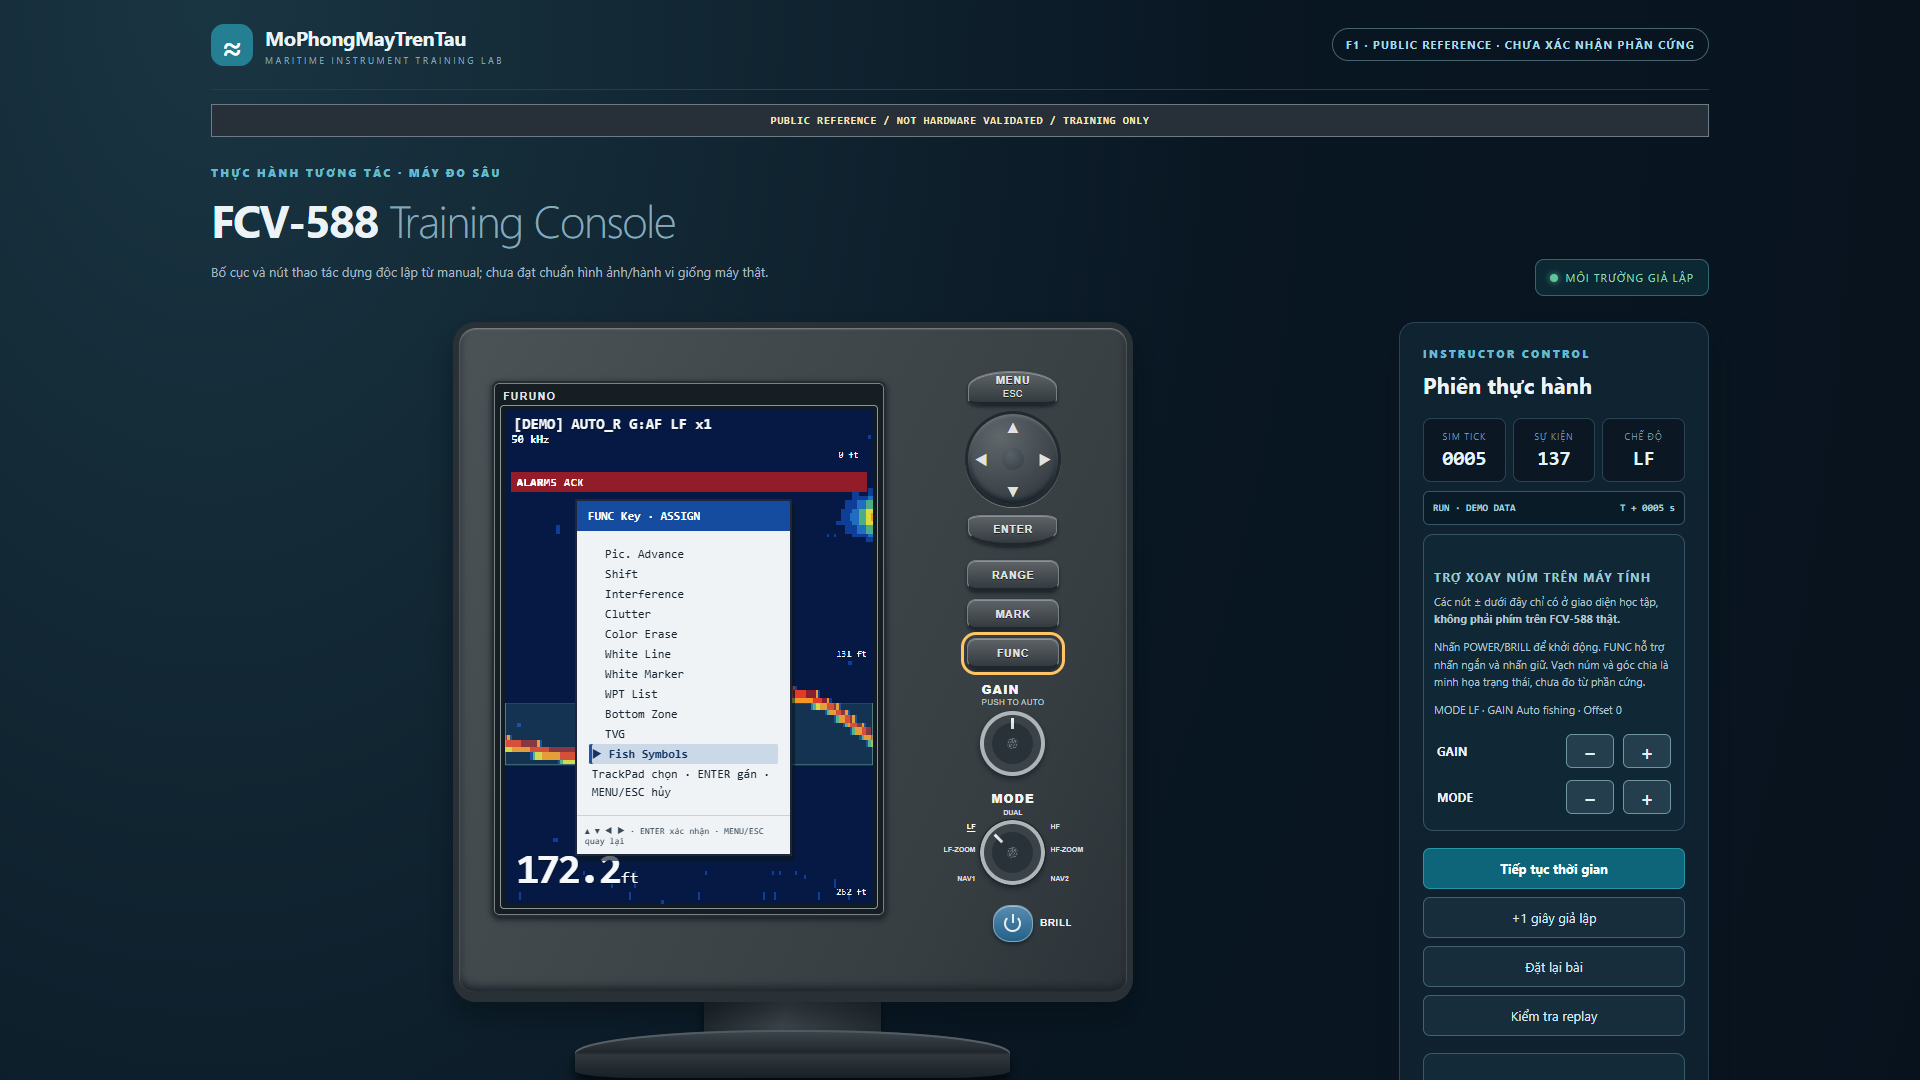 ≈
MoPhongMayTrenTau
MARITIME INSTRUMENT TRAINING LAB
F1 · PUBLIC REFERENCE · CHƯA XÁC NHẬN PHẦN CỨNG
PUBLIC REFERENCE / NOT HARDWARE VALIDATED / TRAINING ONLY
THỰC HÀNH TƯƠNG TÁC · MÁY ĐO SÂU
FCV-588 Training Console
Bố cục và nút thao tác dựng độc lập từ manual; chưa đạt chuẩn hình ảnh/hành vi giống máy thật.
MÔI TRƯỜNG GIẢ LẬP
FURUNO
[DEMO] AUTO_R G:AF LF x1
50 kHz
0 ft
ALARMS ACK
FUNC Key · ASSIGN
Pic. Advance
Shift
Interference
Clutter
Color Erase
White Line
White Marker
WPT List
Bottom Zone
TVG
▶ Fish Symbols
TrackPad chọn · ENTER gán ·
MENU/ESC hủy
▲ ▼ ◀ ▶ · ENTER xác nhận · MENU/ESC
quay lại
131 ft
172.2ft
262 ft
MENU
ESC
▲
◀ ▶
▼
ENTER
RANGE
MARK
FUNC
GAIN
PUSH TO AUTO
MODE
DUAL
LF HF
LF-ZOOM HF-ZOOM
NAV1 NAV2
BRILL
INSTRUCTOR CONTROL
Phiên thực hành
SIM TICK
0005
SỰ KIỆN
137
CHẾ ĐỘ
LF
RUN · DEMO DATA T + 0005 s
TRỢ XOAY NÚM TRÊN MÁY TÍNH
Các nút ± dưới đây chỉ có ở giao diện học tập,
không phải phím trên FCV-588 thật.
Nhấn POWER/BRILL để khởi động. FUNC hỗ trợ
nhấn ngắn và nhấn giữ. Vạch núm và góc chia là
minh họa trạng thái, chưa đo từ phần cứng.
MODE LF · GAIN Auto fishing · Offset 0
GAIN − +
MODE − +
Tiếp tục thời gian
+1 giây giả lập
Đặt lại bài
Kiểm tra replay